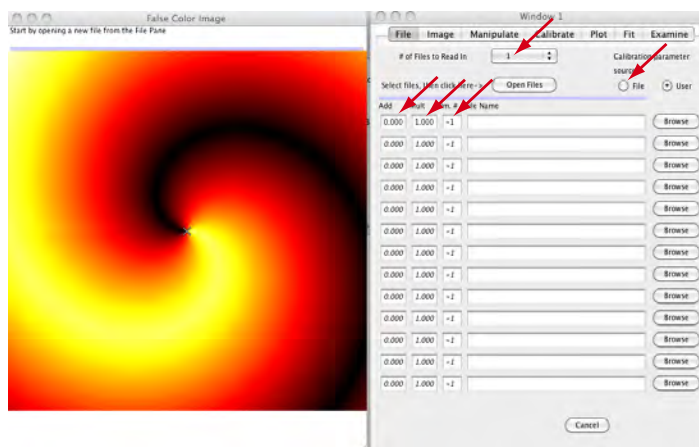 False Color Image
Start by opening a new file from the File Pane
Window 1
File Image Manipulate Calibrate Plot Fit Examine
# of Files to Read In 1 Calibration parameter
source
Select files, then click here-> Open Files File User
Add Mult Im. # File Name
0.000 1.000 -1 Browse
0.000 1.000 -1 Browse
0.000 1.000 -1 Browse
0.000 1.000 -1 Browse
0.000 1.000 -1 Browse
0.000 1.000 -1 Browse
0.000 1.000 -1 Browse
0.000 1.000 -1 Browse
0.000 1.000 -1 Browse
0.000 1.000 -1 Browse
0.000 1.000 -1 Browse
0.000 1.000 -1 Browse
0.000 1.000 -1 Browse
Cancel